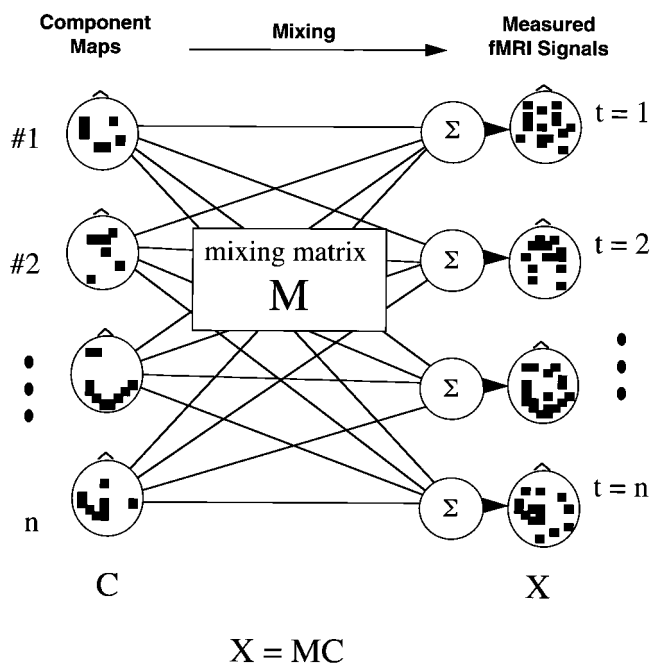 Component
Maps
Mixing
Measured
fMRI Signals
#1
Σ
t = 1
#2
Σ
t = 2
mixing matrix
M
Σ
n
Σ
t = n
C
X
X = MC